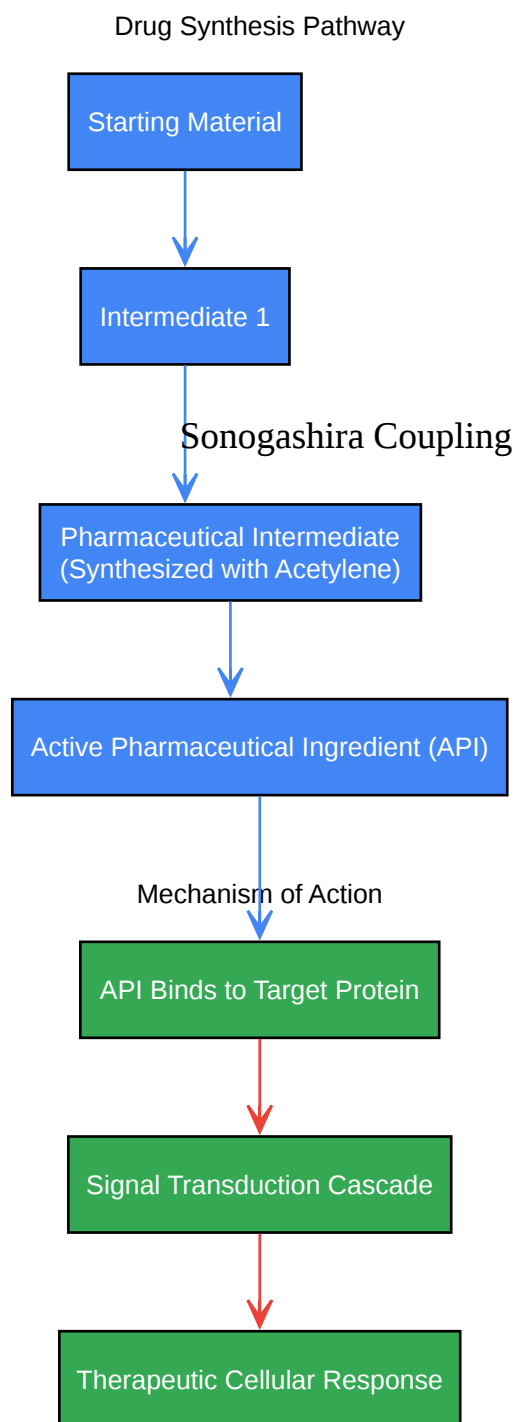 Drug Synthesis Pathway
Starting Material
Intermediate 1
Sonogashira Coupling
Pharmaceutical Intermediate
(Synthesized with Acetylene)
Active Pharmaceutical Ingredient (API)
Mechanism of Action
API Binds to Target Protein
Signal Transduction Cascade
Therapeutic Cellular Response